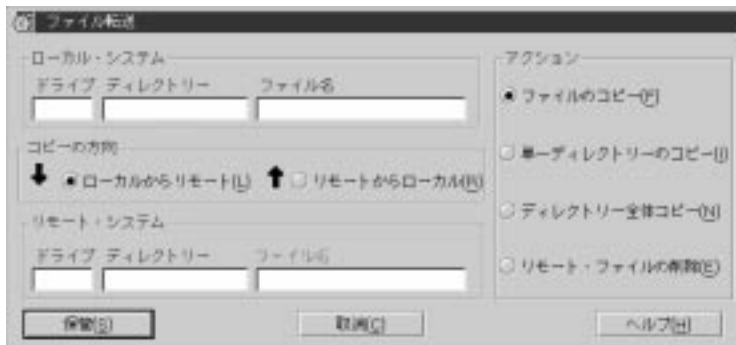 ファイル転送
ローカル・システム
ドライブ ディレクトリー ファイル名
コピーの方向
ローカルからリモート(L) リモートからローカル(R)
リモート・システム
ドライブ ディレクトリー ファイル名
アクション
ファイルのコピー(F)
単一ディレクトリーのコピー(I)
ディレクトリー全体コピー(N)
リモート・ファイルの削除(E)
保管(S) 取消(C) ヘルプ(H)